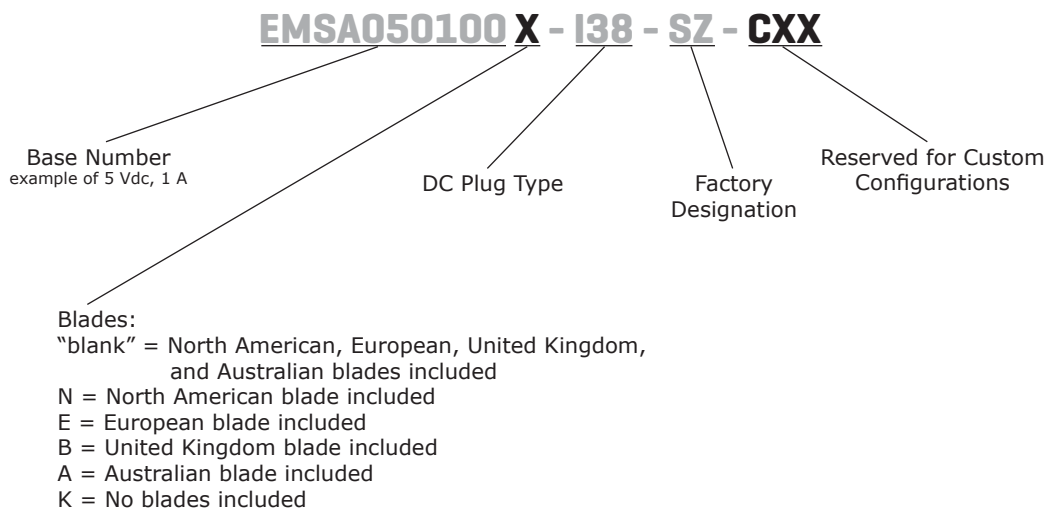 EMSA050100 X - I38 - SZ - CXX
Base Number
example of 5 Vdc, 1 A
DC Plug Type
Factory
Designation
Reserved for Custom
Configurations
Blades:
“blank” = North American, European, United Kingdom,
and Australian blades included
N = North American blade included
E = European blade included
B = United Kingdom blade included
A = Australian blade included
K = No blades included